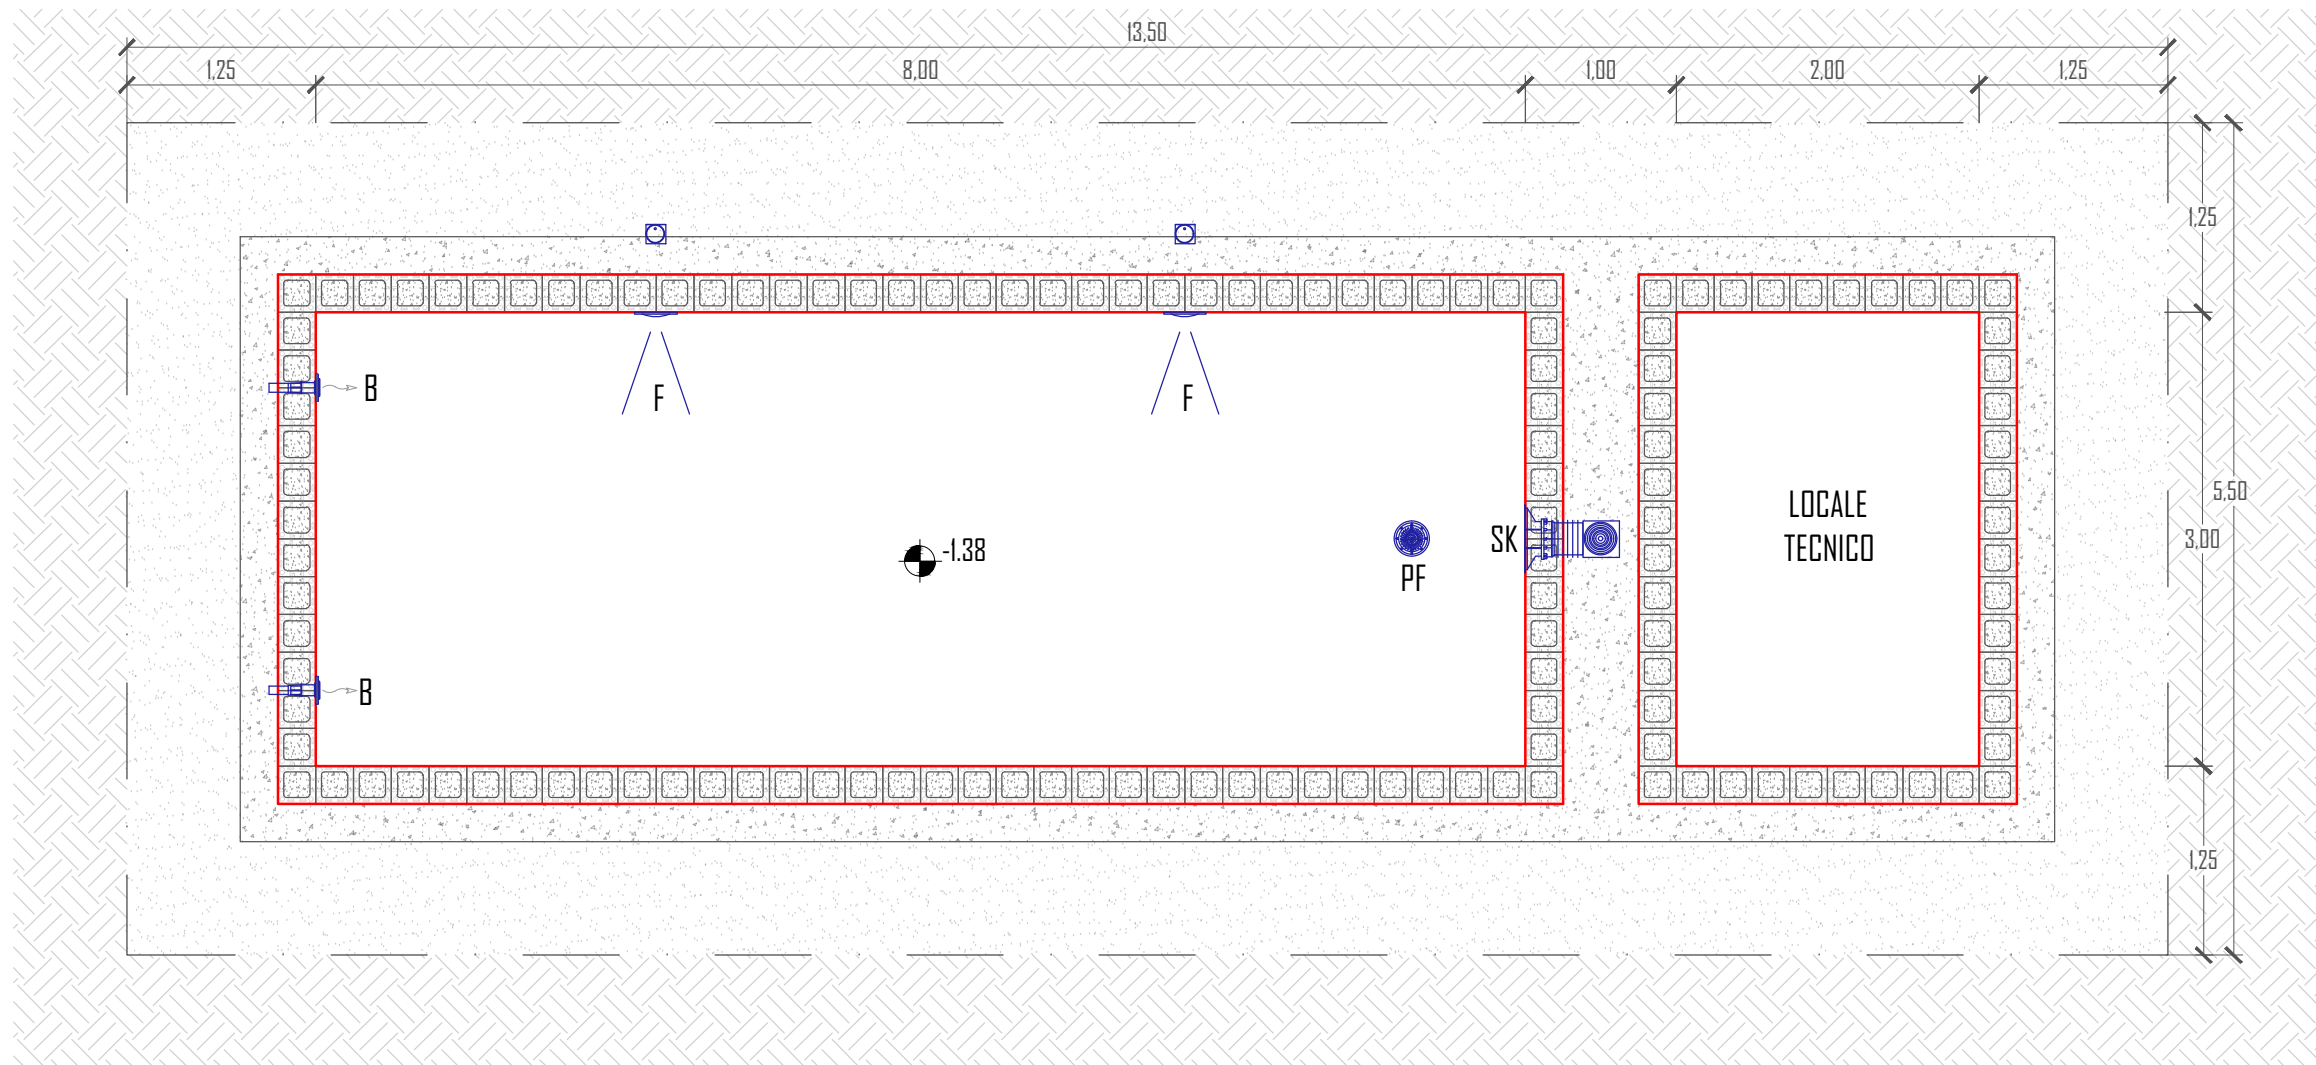 13,50
1,25
8,00
1,00
2,00
1,25
1,25
B
F
F
5,50
LOCALE
TECNICO
SK
3,00
-1.38
PF
B
1,25